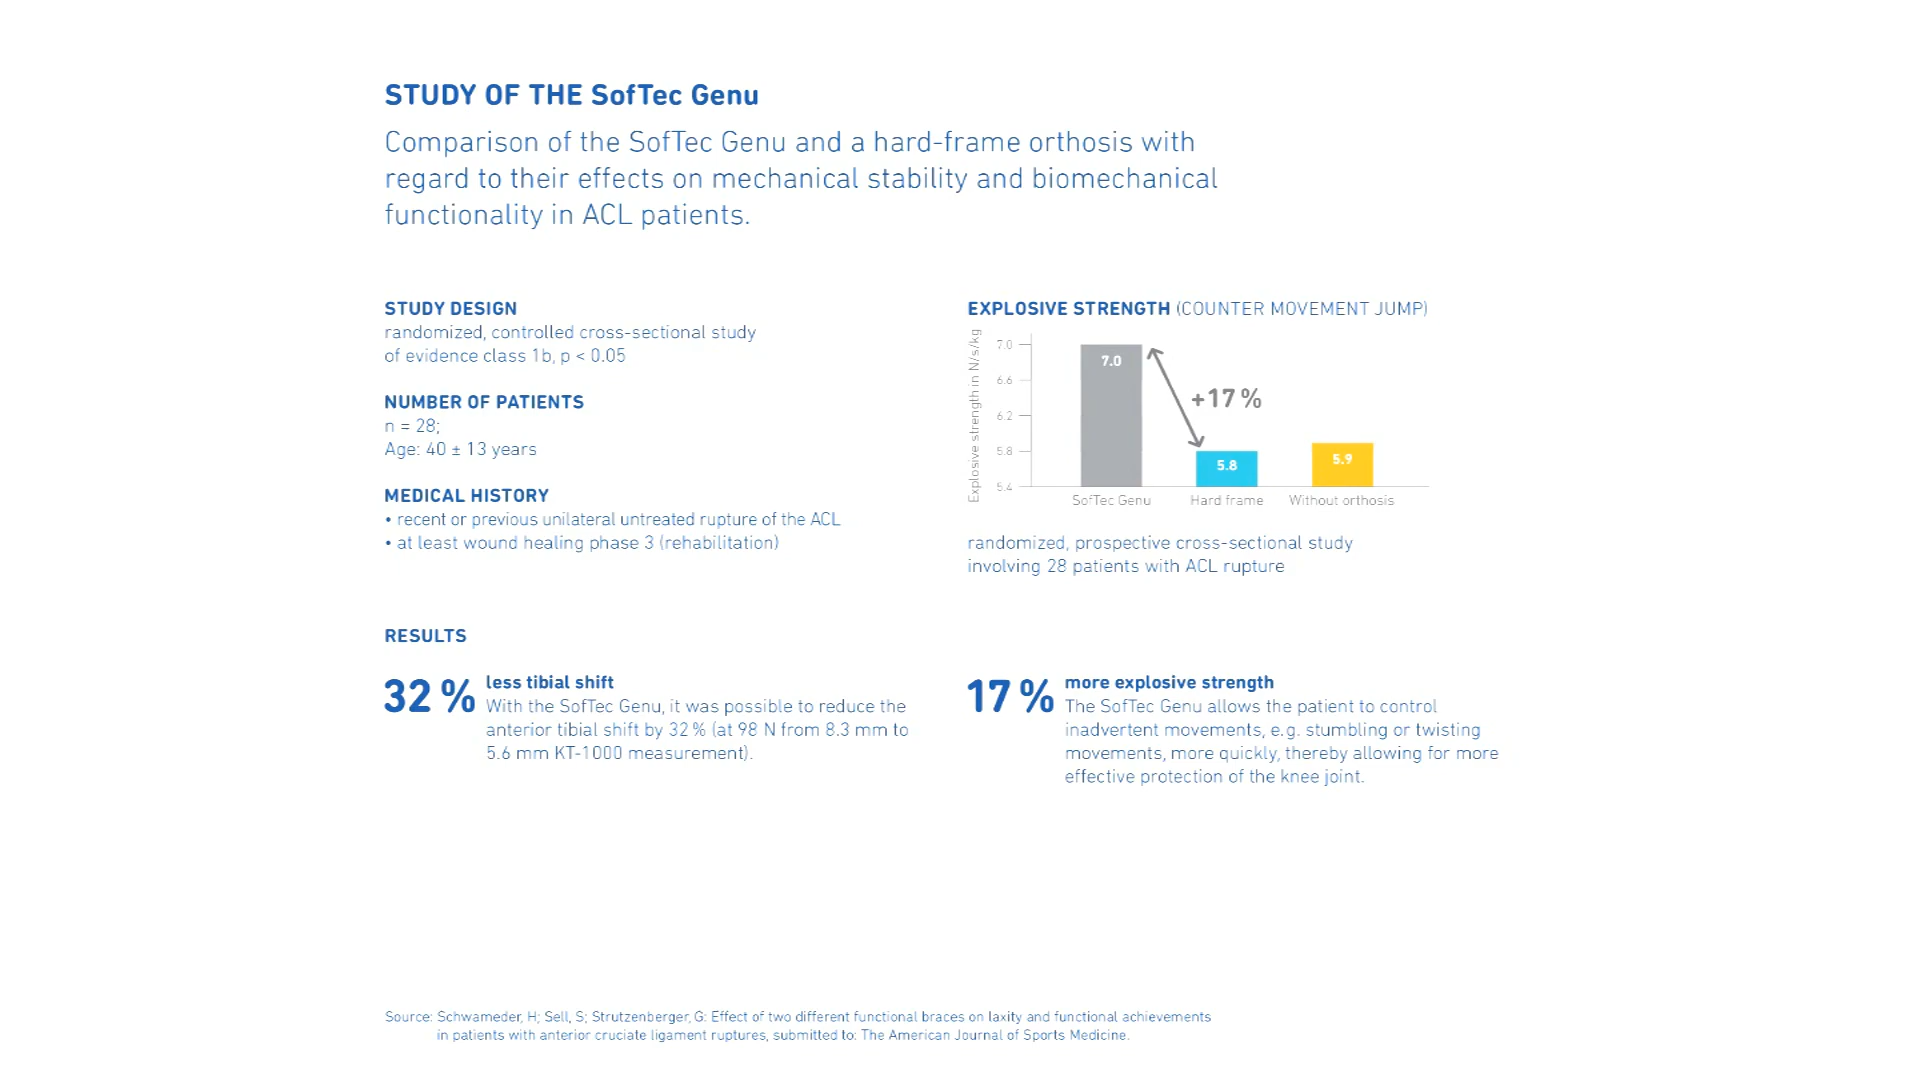 STUDY OF THE SofTec Genu
Comparison of the SofTec Genu and a hard-frame orthosis with
regard to their effects on mechanical stability and biomechanical
functionality in ACL patients.
STUDY DESIGN
randomized, controlled cross-sectional study
of evidence class 1b, p < 0.05
NUMBER OF PATIENTS
n = 28;
Age: 40 ± 13 years
MEDICAL HISTORY
• recent or previous unilateral untreated rupture of the ACL
• at least wound healing phase 3 (rehabilitation)
EXPLOSIVE STRENGTH (COUNTER MOVEMENT JUMP)
Explosive strength in N/s/kg
7.0
6.6
6.2
5.8
5.4
7.0
+17 %
5.8
5.9
SofTec Genu
Hard frame
Without orthosis
randomized, prospective cross-sectional study
involving 28 patients with ACL rupture
RESULTS
32 %
less tibial shift
With the SofTec Genu, it was possible to reduce the
anterior tibial shift by 32 % (at 98 N from 8.3 mm to
5.6 mm KT-1000 measurement).
17 %
more explosive strength
The SofTec Genu allows the patient to control
inadvertent movements, e.g. stumbling or twisting
movements, more quickly, thereby allowing for more
effective protection of the knee joint.
Source: Schwameder, H; Sell, S; Strutzenberger, G: Effect of two different functional braces on laxity and functional achievements
in patients with anterior cruciate ligament ruptures, submitted to: The American Journal of Sports Medicine.